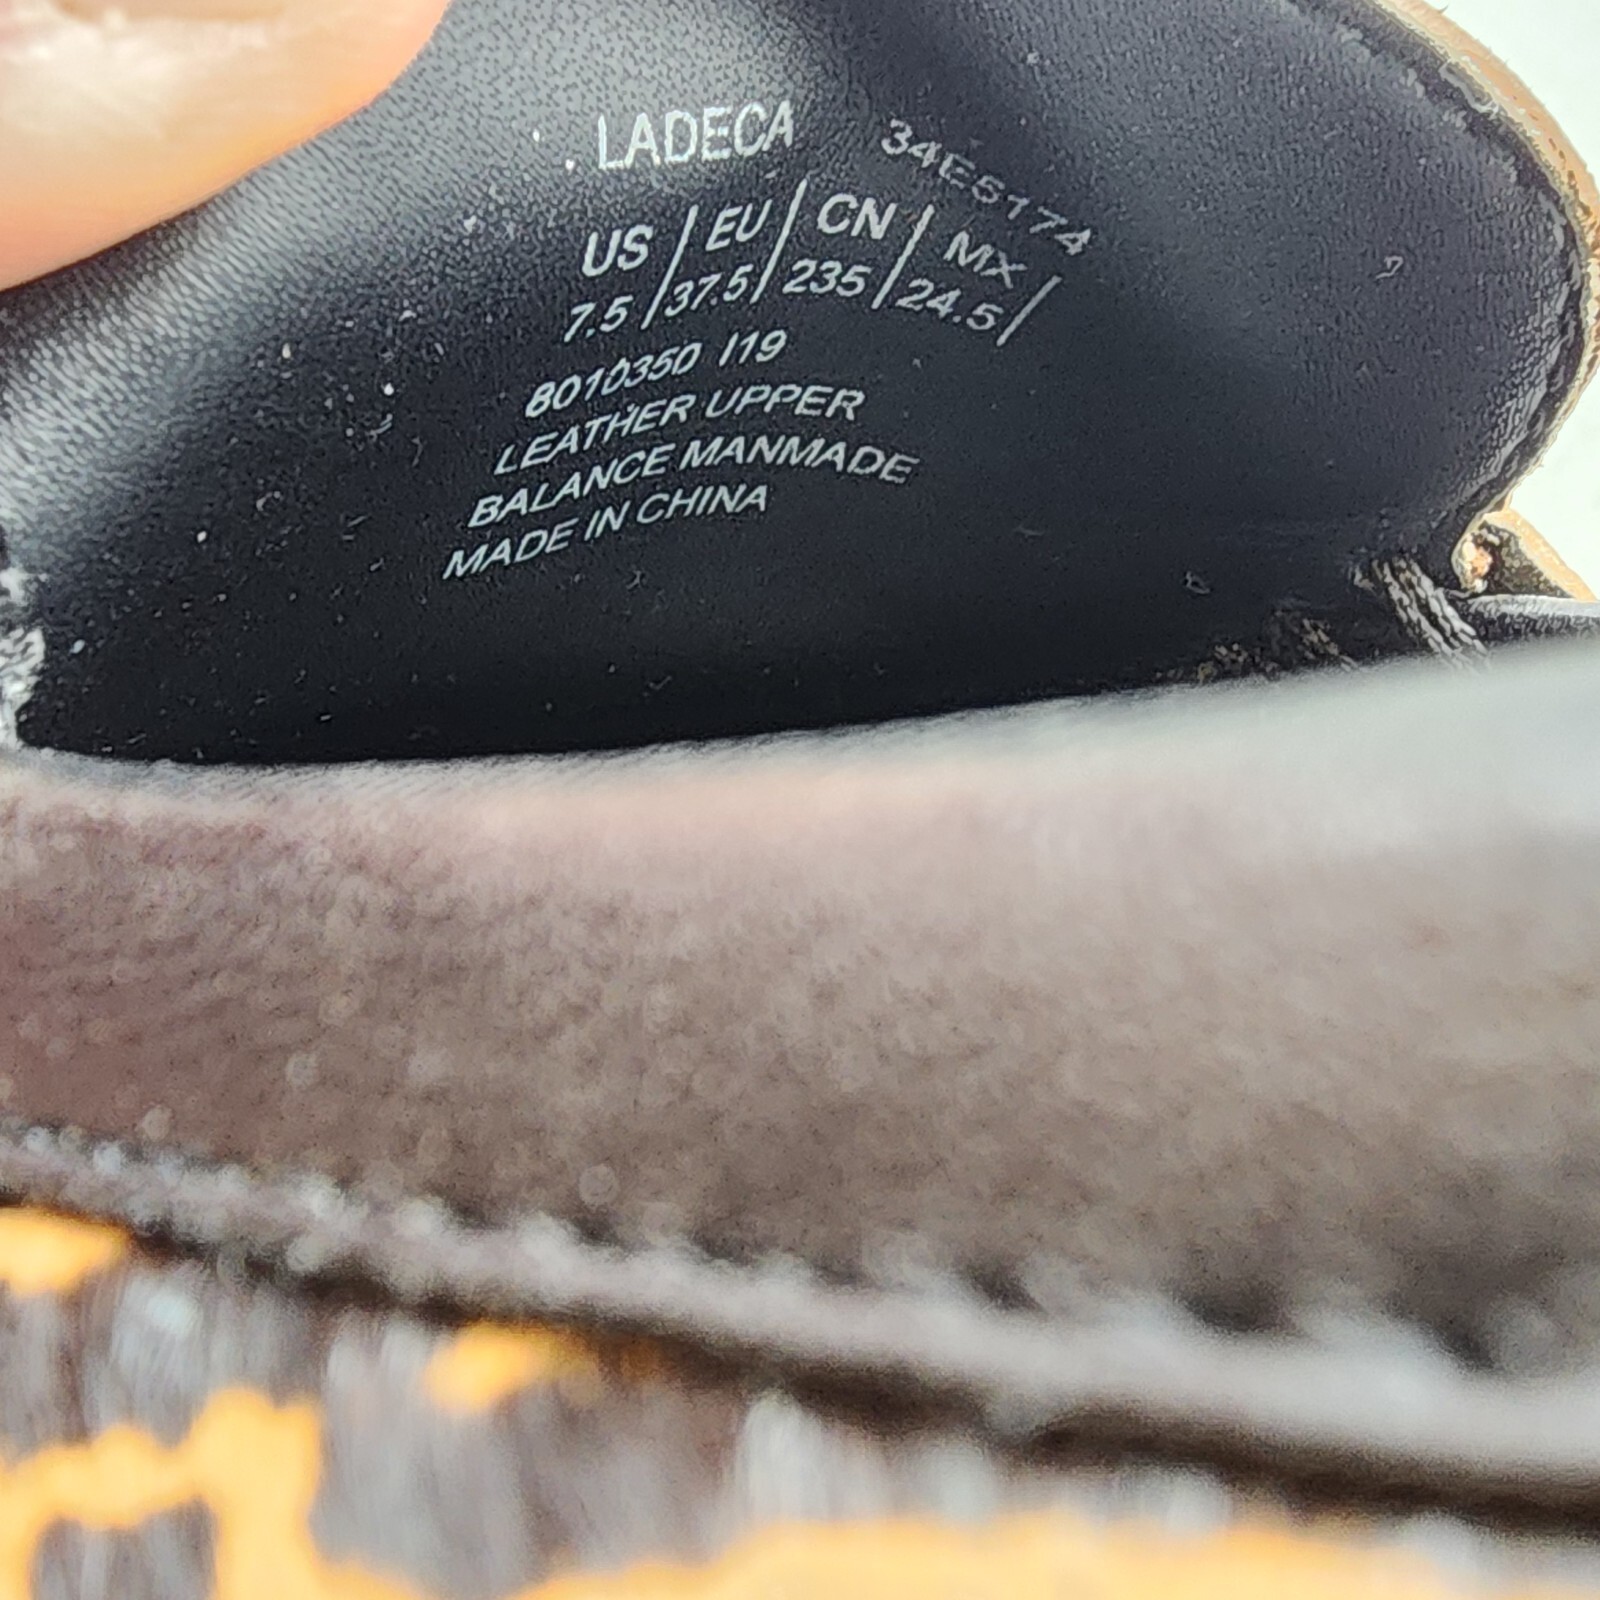 LADECA
34E5174
US / EU / CN / MX /
7.5 / 37.5 / 235 / 24.5 /
8010350 I19
LEATHER UPPER
BALANCE MANMADE
MADE IN CHINA